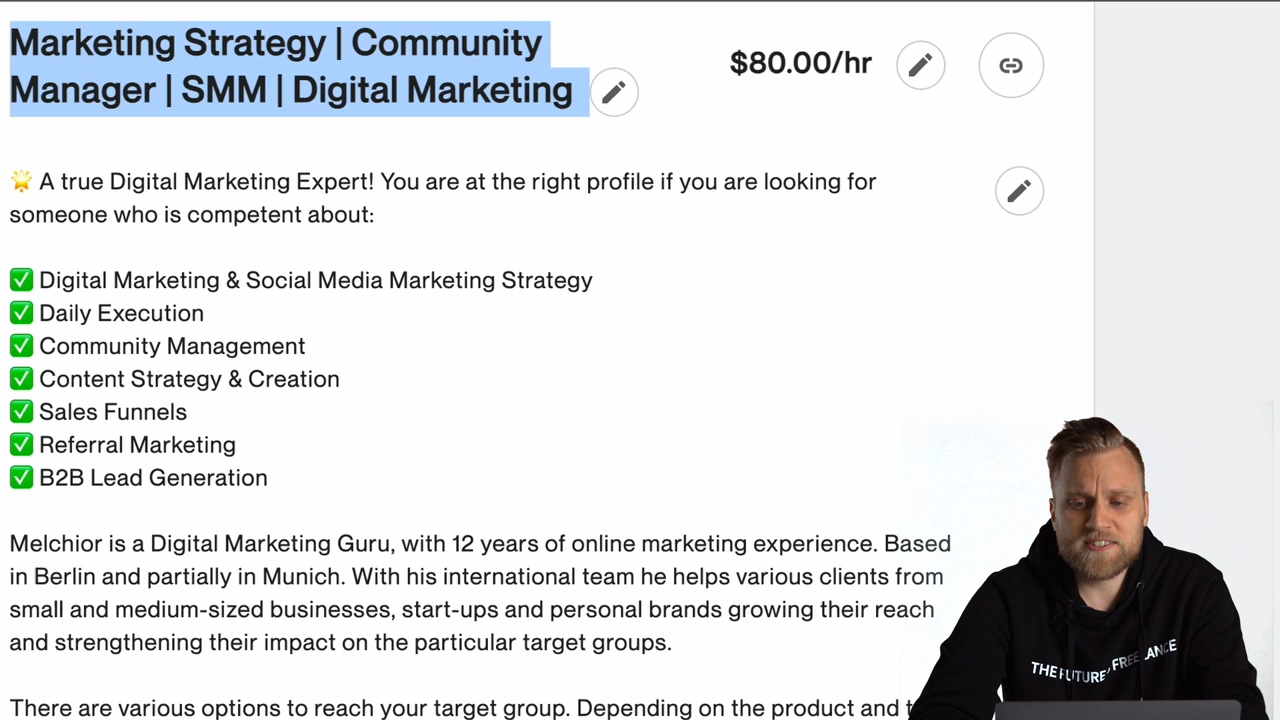 Marketing Strategy | Community
Manager | SMM | Digital Marketing
$80.00/hr
🌟 A true Digital Marketing Expert! You are at the right profile if you are looking for
someone who is competent about:
✅ Digital Marketing & Social Media Marketing Strategy
✅ Daily Execution
✅ Community Management
✅ Content Strategy & Creation
✅ Sales Funnels
✅ Referral Marketing
✅ B2B Lead Generation
Melchior is a Digital Marketing Guru, with 12 years of online marketing experience. Based
in Berlin and partially in Munich. With his international team he helps various clients from
small and medium-sized businesses, start-ups and personal brands growing their reach
and strengthening their impact on the particular target groups.
There are various options to reach your target group. Depending on the product and
THE FUTURE FREELANCE